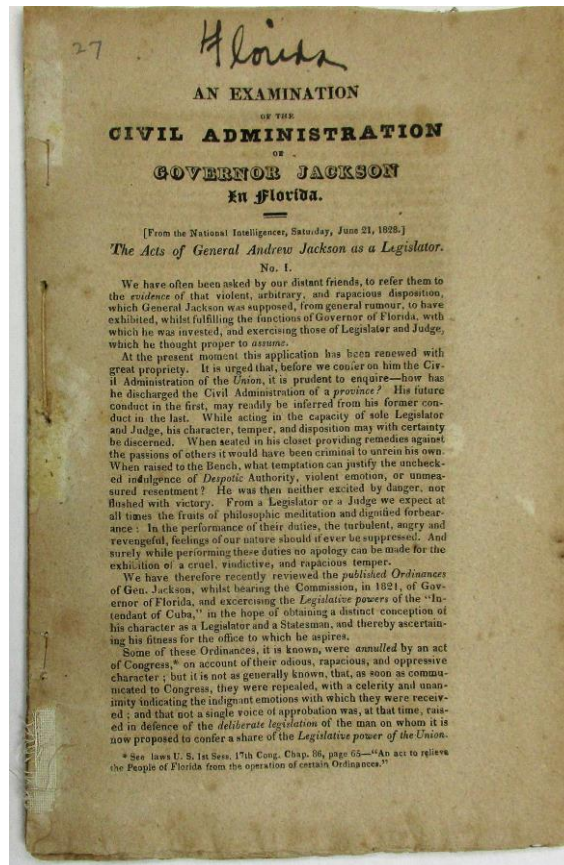 27
Florida
AN EXAMINATION
OF THE
CIVIL ADMINISTRATION
OF
GOVERNOR JACKSON
In Florida.
[From the National Intelligencer, Saturday, June 21, 1828.]
The Acts of General Andrew Jackson as a Legislator.
No. I.
We have often been asked by our distant friends, to refer them to
the evidence of that violent, arbitrary, and rapacious disposition,
which General Jackson was supposed, from general rumour, to have
exhibited, whilst fulfilling the functions of Governor of Florida, with
which he was invested, and exercising those of Legislator and Judge,
which he thought proper to assume.
At the present moment this application has been renewed with
great propriety. It is urged that, before we confer on him the Civ-
il Administration of the Union, it is prudent to enquire—how has
he discharged the Civil Administration of a province? His future
conduct in the first, may readily be inferred from his former con-
duct in the last. While acting in the capacity of sole Legislator
and Judge, his character, temper, and disposition may with certainty
be discerned. When seated in his closet providing remedies against
the passions of others it would have been criminal to unrein his own.
When raised to the Bench, what temptation can justify the uncheck-
ed indulgence of Despotic Authority, violent emotion, or unmea-
sured resentment? He was then neither excited by danger, nor
flushed with victory. From a Legislator or a Judge we expect at
all times the fruits of philosophic meditation and dignified forbear-
ance: In the performance of their duties, the turbulent, angry and
revengeful, feelings of our nature should if ever be suppressed. And
surely while performing these duties no apology can be made for the
exhibition of a cruel, vindictive, and rapacious temper.
We have therefore recently reviewed the published Ordinances
of Gen. Jackson, whilst bearing the Commission, in 1821, of Gov-
ernor of Florida, and excercising the Legislative powers of the "In-
tendant of Cuba," in the hope of obtaining a distinct conception of
his character as a Legislator and a Statesman, and thereby ascertain-
ing his fitness for the office to which he aspires.
Some of these Ordinances, it is known, were annulled by an act
of Congress,* on account of their odious, rapacious, and oppressive
character; but it is not as generally known, that, as soon as commu-
nicated to Congress, they were repealed, with a celerity and unan-
imity indicating the indignant emotions with which they were receiv-
ed; and that not a single voice of approbation was, at that time, rais-
ed in defence of the deliberate legislation of the man on whom it is
now proposed to confer a share of the Legislative power of the Union.
* See laws U. S. 1st Sess. 17th Cong. Chap. 86, page 65—"An act to relieve
the People of Florida from the operation of certain Ordinances."